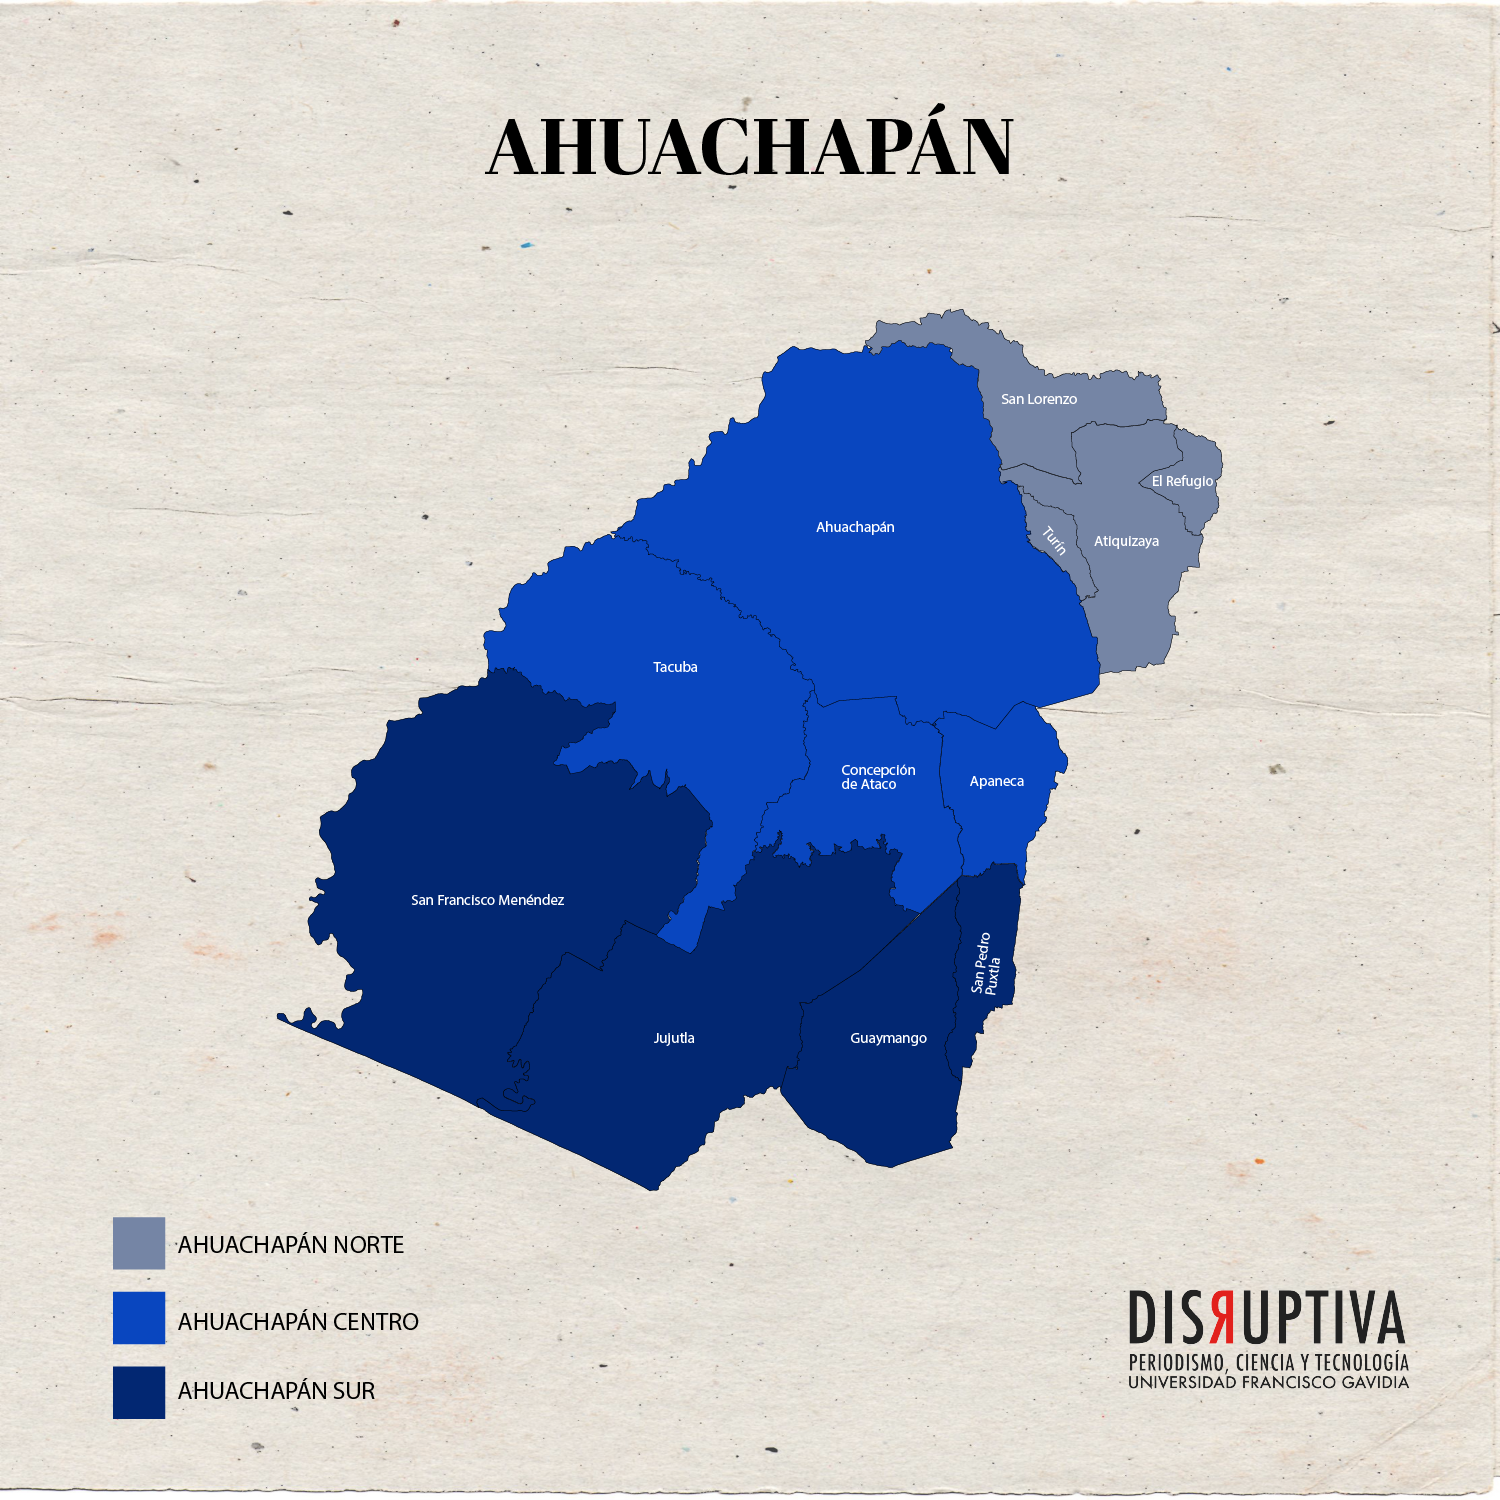 AHUACHAPÁN
San Lorenzo
El Refugio
Ahuachapán
Turín
Atiquizaya
Tacuba
Concepción
de Ataco
Apaneca
San Francisco Menéndez
San Pedro
Puxtla
Jujutla
Guaymango
AHUACHAPÁN NORTE
AHUACHAPÁN CENTRO
AHUACHAPÁN SUR
DISRUPTIVA
PERIODISMO, CIENCIA Y TECNOLOGÍA
UNIVERSIDAD FRANCISCO GAVIDIA